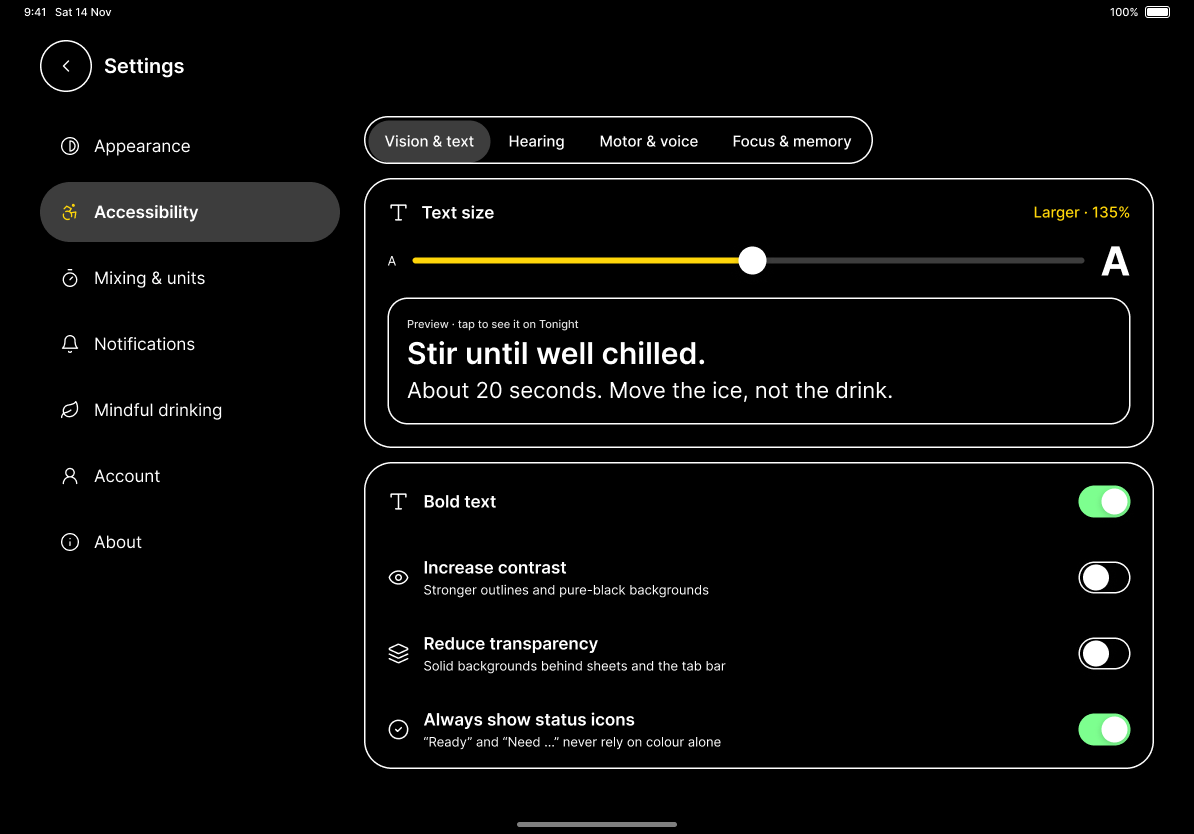 9:41 Sat 14 Nov
100%
Settings
Appearance
Accessibility
Mixing & units
Notifications
Mindful drinking
Account
About
Vision & text
Hearing
Motor & voice
Focus & memory
Text size
Larger · 135%
A
A
Preview · tap to see it on Tonight
Stir until well chilled.
About 20 seconds. Move the ice, not the drink.
Bold text
Increase contrast
Stronger outlines and pure-black backgrounds
Reduce transparency
Solid backgrounds behind sheets and the tab bar
Always show status icons
“Ready” and “Need …” never rely on colour alone